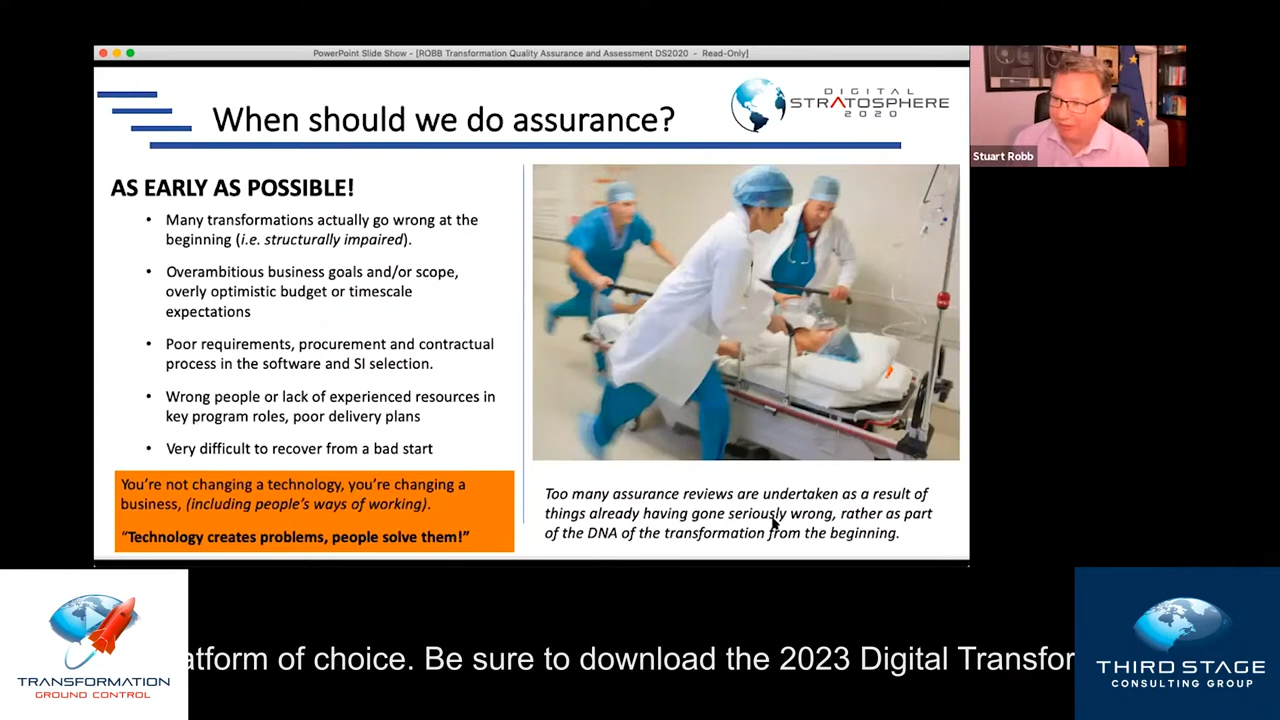 PowerPoint Slide Show - [ROBB Transformation Quality Assurance and Assessment DS2020 - Read-Only]
When should we do assurance?
DIGITAL
STRATOSPHERE
2020
Stuart Robb
AS EARLY AS POSSIBLE!
• Many transformations actually go wrong at the
beginning (i.e. structurally impaired).
• Overambitious business goals and/or scope,
overly optimistic budget or timescale
expectations
• Poor requirements, procurement and contractual
process in the software and SI selection.
• Wrong people or lack of experienced resources in
key program roles, poor delivery plans
• Very difficult to recover from a bad start
You're not changing a technology, you're changing a
business, (including people's ways of working).
"Technology creates problems, people solve them!"
Too many assurance reviews are undertaken as a result of
things already having gone seriously wrong, rather as part
of the DNA of the transformation from the beginning.
TRANSFORMATION
GROUND CONTROL
atform of choice. Be sure to download the 2023 Digital Transfor
THIRD STAGE
CONSULTING GROUP